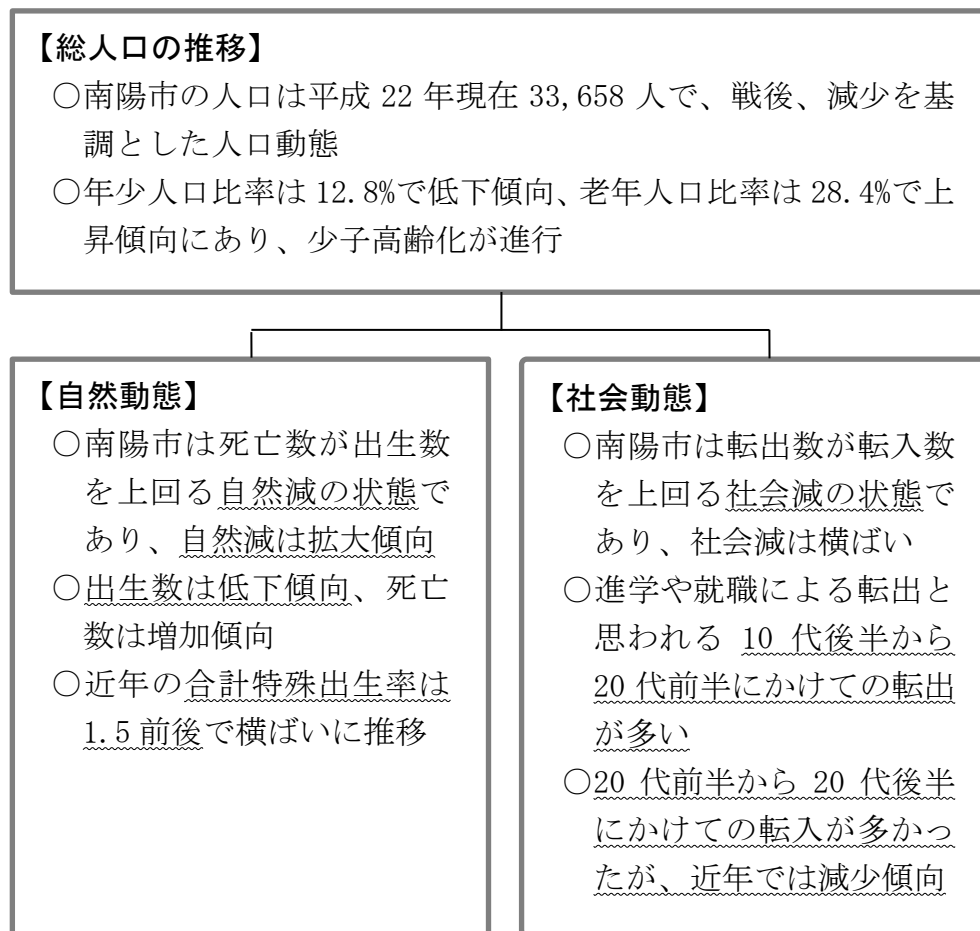 【総人口の推移】
○南陽市の人口は平成 22 年現在 33,658 人で、戦後、減少を基
調とした人口動態
○年少人口比率は 12.8%で低下傾向、老年人口比率は 28.4%で上
昇傾向にあり、少子高齢化が進行
【自然動態】
○南陽市は死亡数が出生数
を上回る自然減の状態で
あり、自然減は拡大傾向
○出生数は低下傾向、死亡
数は増加傾向
○近年の合計特殊出生率は
1.5 前後で横ばいに推移
【社会動態】
○南陽市は転出数が転入数
を上回る社会減の状態で
あり、社会減は横ばい
○進学や就職による転出と
思われる 10 代後半から
20 代前半にかけての転出
が多い
○20 代前半から 20 代後半
にかけての転入が多かっ
たが、近年では減少傾向